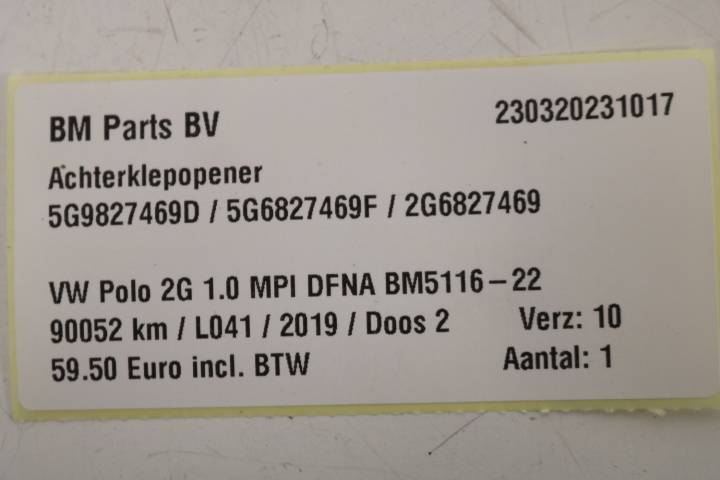 BM Parts BV 230320231017
Achterklepopener
5G9827469D / 5G6827469F / 2G6827469
VW Polo 2G 1.0 MPI DFNA BM5116-22
90052 km / L041 / 2019 / Doos 2 Verz: 10
59.50 Euro incl. BTW Aantal: 1